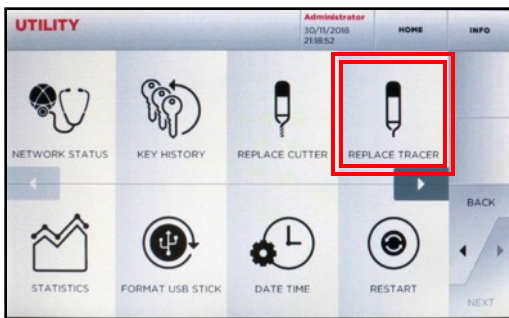 UTILITY
Administrator
30/11/2018
21:18:52
HOME
INFO
NETWORK STATUS
KEY HISTORY
REPLACE CUTTER
REPLACE TRACER
BACK
STATISTICS
FORMAT USB STICK
DATE TIME
RESTART
NEXT